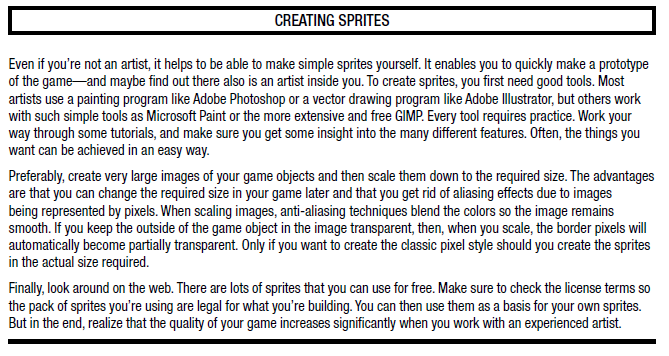 CREATING SPRITES
Even if you're not an artist, it helps to be able to make simple sprites yourself. It enables you to quickly make a prototype
of the game—and maybe find out there also is an artist inside you. To create sprites, you first need good tools. Most
artists use a painting program like Adobe Photoshop or a vector drawing program like Adobe Illustrator, but others work
with such simple tools as Microsoft Paint or the more extensive and free GIMP. Every tool requires practice. Work your
way through some tutorials, and make sure you get some insight into the many different features. Often, the things you
want can be achieved in an easy way.
Preferably, create very large images of your game objects and then scale them down to the required size. The advantages
are that you can change the required size in your game later and that you get rid of aliasing effects due to images
being represented by pixels. When scaling images, anti-aliasing techniques blend the colors so the image remains
smooth. If you keep the outside of the game object in the image transparent, then, when you scale, the border pixels will
automatically become partially transparent. Only if you want to create the classic pixel style should you create the sprites
in the actual size required.
Finally, look around on the web. There are lots of sprites that you can use for free. Make sure to check the license terms so
the pack of sprites you're using are legal for what you're building. You can then use them as a basis for your own sprites.
But in the end, realize that the quality of your game increases significantly when you work with an experienced artist.